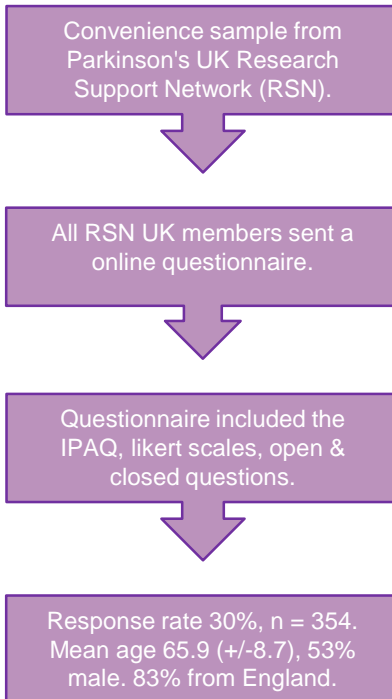 Convenience sample from
Parkinson's UK Research
Support Network (RSN).
All RSN UK members sent a
online questionnaire.
Questionnaire included the
IPAQ, likert scales, open &
closed questions.
Response rate 30%, n = 354.
Mean age 65.9 (+/-8.7), 53%
male. 83% from England.